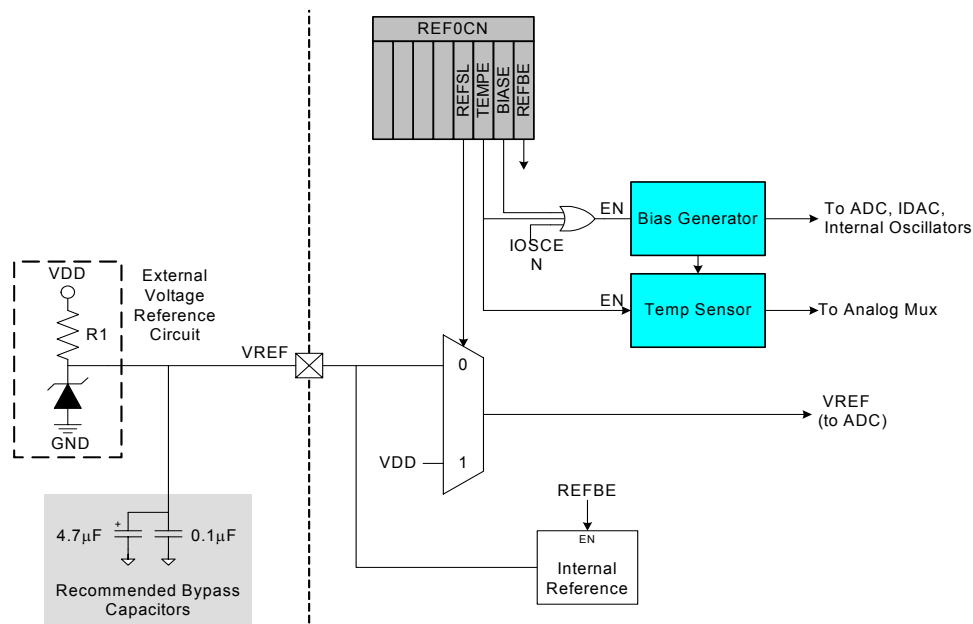 REF0CN
REFSL
TEMPE
BIASE
REFBE
EN
Bias Generator
To ADC, IDAC,
Internal Oscillators
IOSCE
N
EN
Temp Sensor
To Analog Mux
VDD
External
Voltage
Reference
Circuit
R1
GND
VREF
0
VREF
(to ADC)
VDD
1
REFBE
EN
Internal
Reference
4.7µF
+
0.1µF
Recommended Bypass
Capacitors